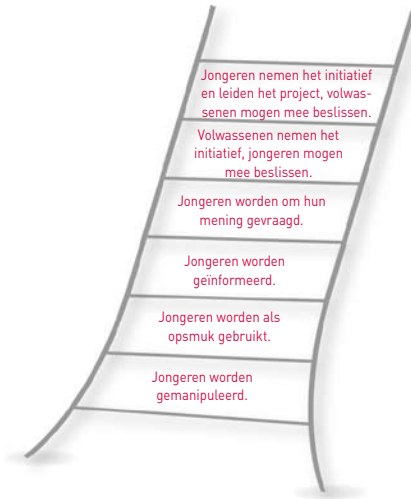 Jongeren nemen het initiatief
en leiden het project, volwas-
senen mogen mee beslissen.
Volwassenen nemen het
initiatief, jongeren mogen
mee beslissen.
Jongeren worden om hun
mening gevraagd.
Jongeren worden
geïnformeerd.
Jongeren worden als
opsmuk gebruikt.
Jongeren worden
gemanipuleerd.